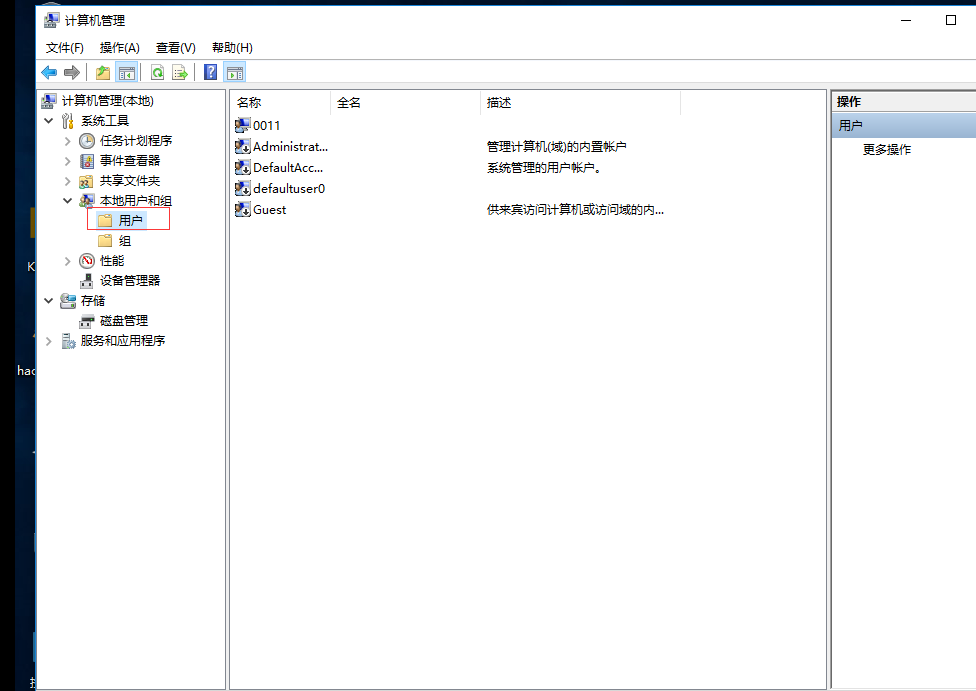 计算机管理
文件(F) 操作(A) 查看(V) 帮助(H)
计算机管理(本地)
系统工具
任务计划程序
事件查看器
共享文件夹
本地用户和组
用户
组
性能
设备管理器
存储
磁盘管理
服务和应用程序
名称 全名 描述
0011
Administrat... 管理计算机(域)的内置帐户
DefaultAcc... 系统管理的用户帐户。
defaultuser0
Guest 供来宾访问计算机或访问域的内...
操作
用户
更多操作
K
hac